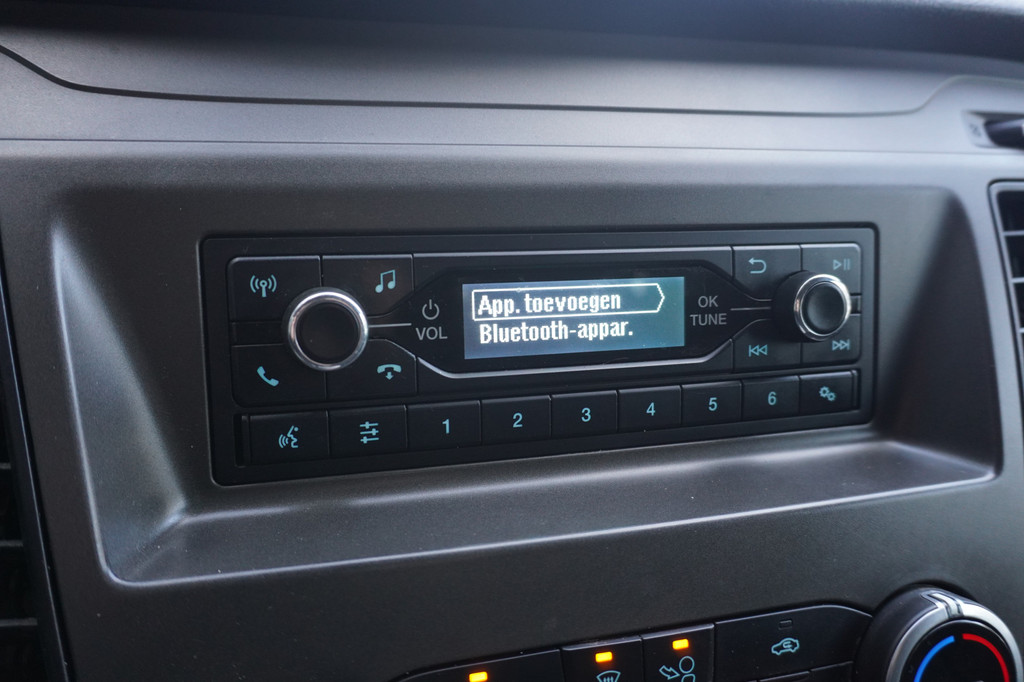 App. toevoegen
Bluetooth-appar.
VOL
OK
TUNE
1 2 3 4 5 6